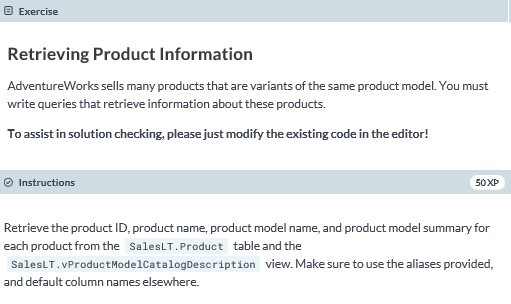 Exercise
Retrieving Product Information
AdventureWorks sells many products that are variants of the same product model. You must
write queries that retrieve information about these products.
To assist in solution checking, please just modify the existing code in the editor!
Instructions
50 XP
Retrieve the product ID, product name, product model name, and product model summary for
each product from the SalesLT.Product table and the
SalesLT.vProductModelCatalogDescription view. Make sure to use the aliases provided,
and default column names elsewhere.